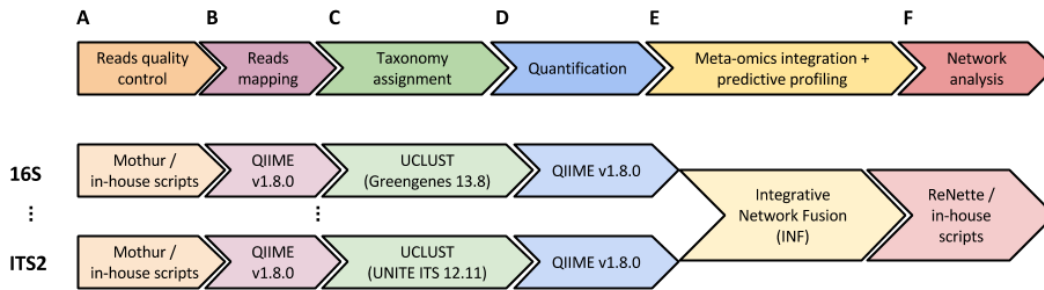 A B C D E F
Reads quality
control
Reads
mapping
Taxonomy
assignment
Quantification
Meta-omics integration +
predictive profiling
Network
analysis
16S
Mothur /
in-house scripts
QIIME
v1.8.0
UCLUST
(Greengenes 13.8)
QIIME v1.8.0
Integrative
Network Fusion
(INF)
ReNette /
in-house
scripts
ITS2
Mothur /
in-house scripts
QIIME
v1.8.0
UCLUST
(UNITE ITS 12.11)
QIIME v1.8.0